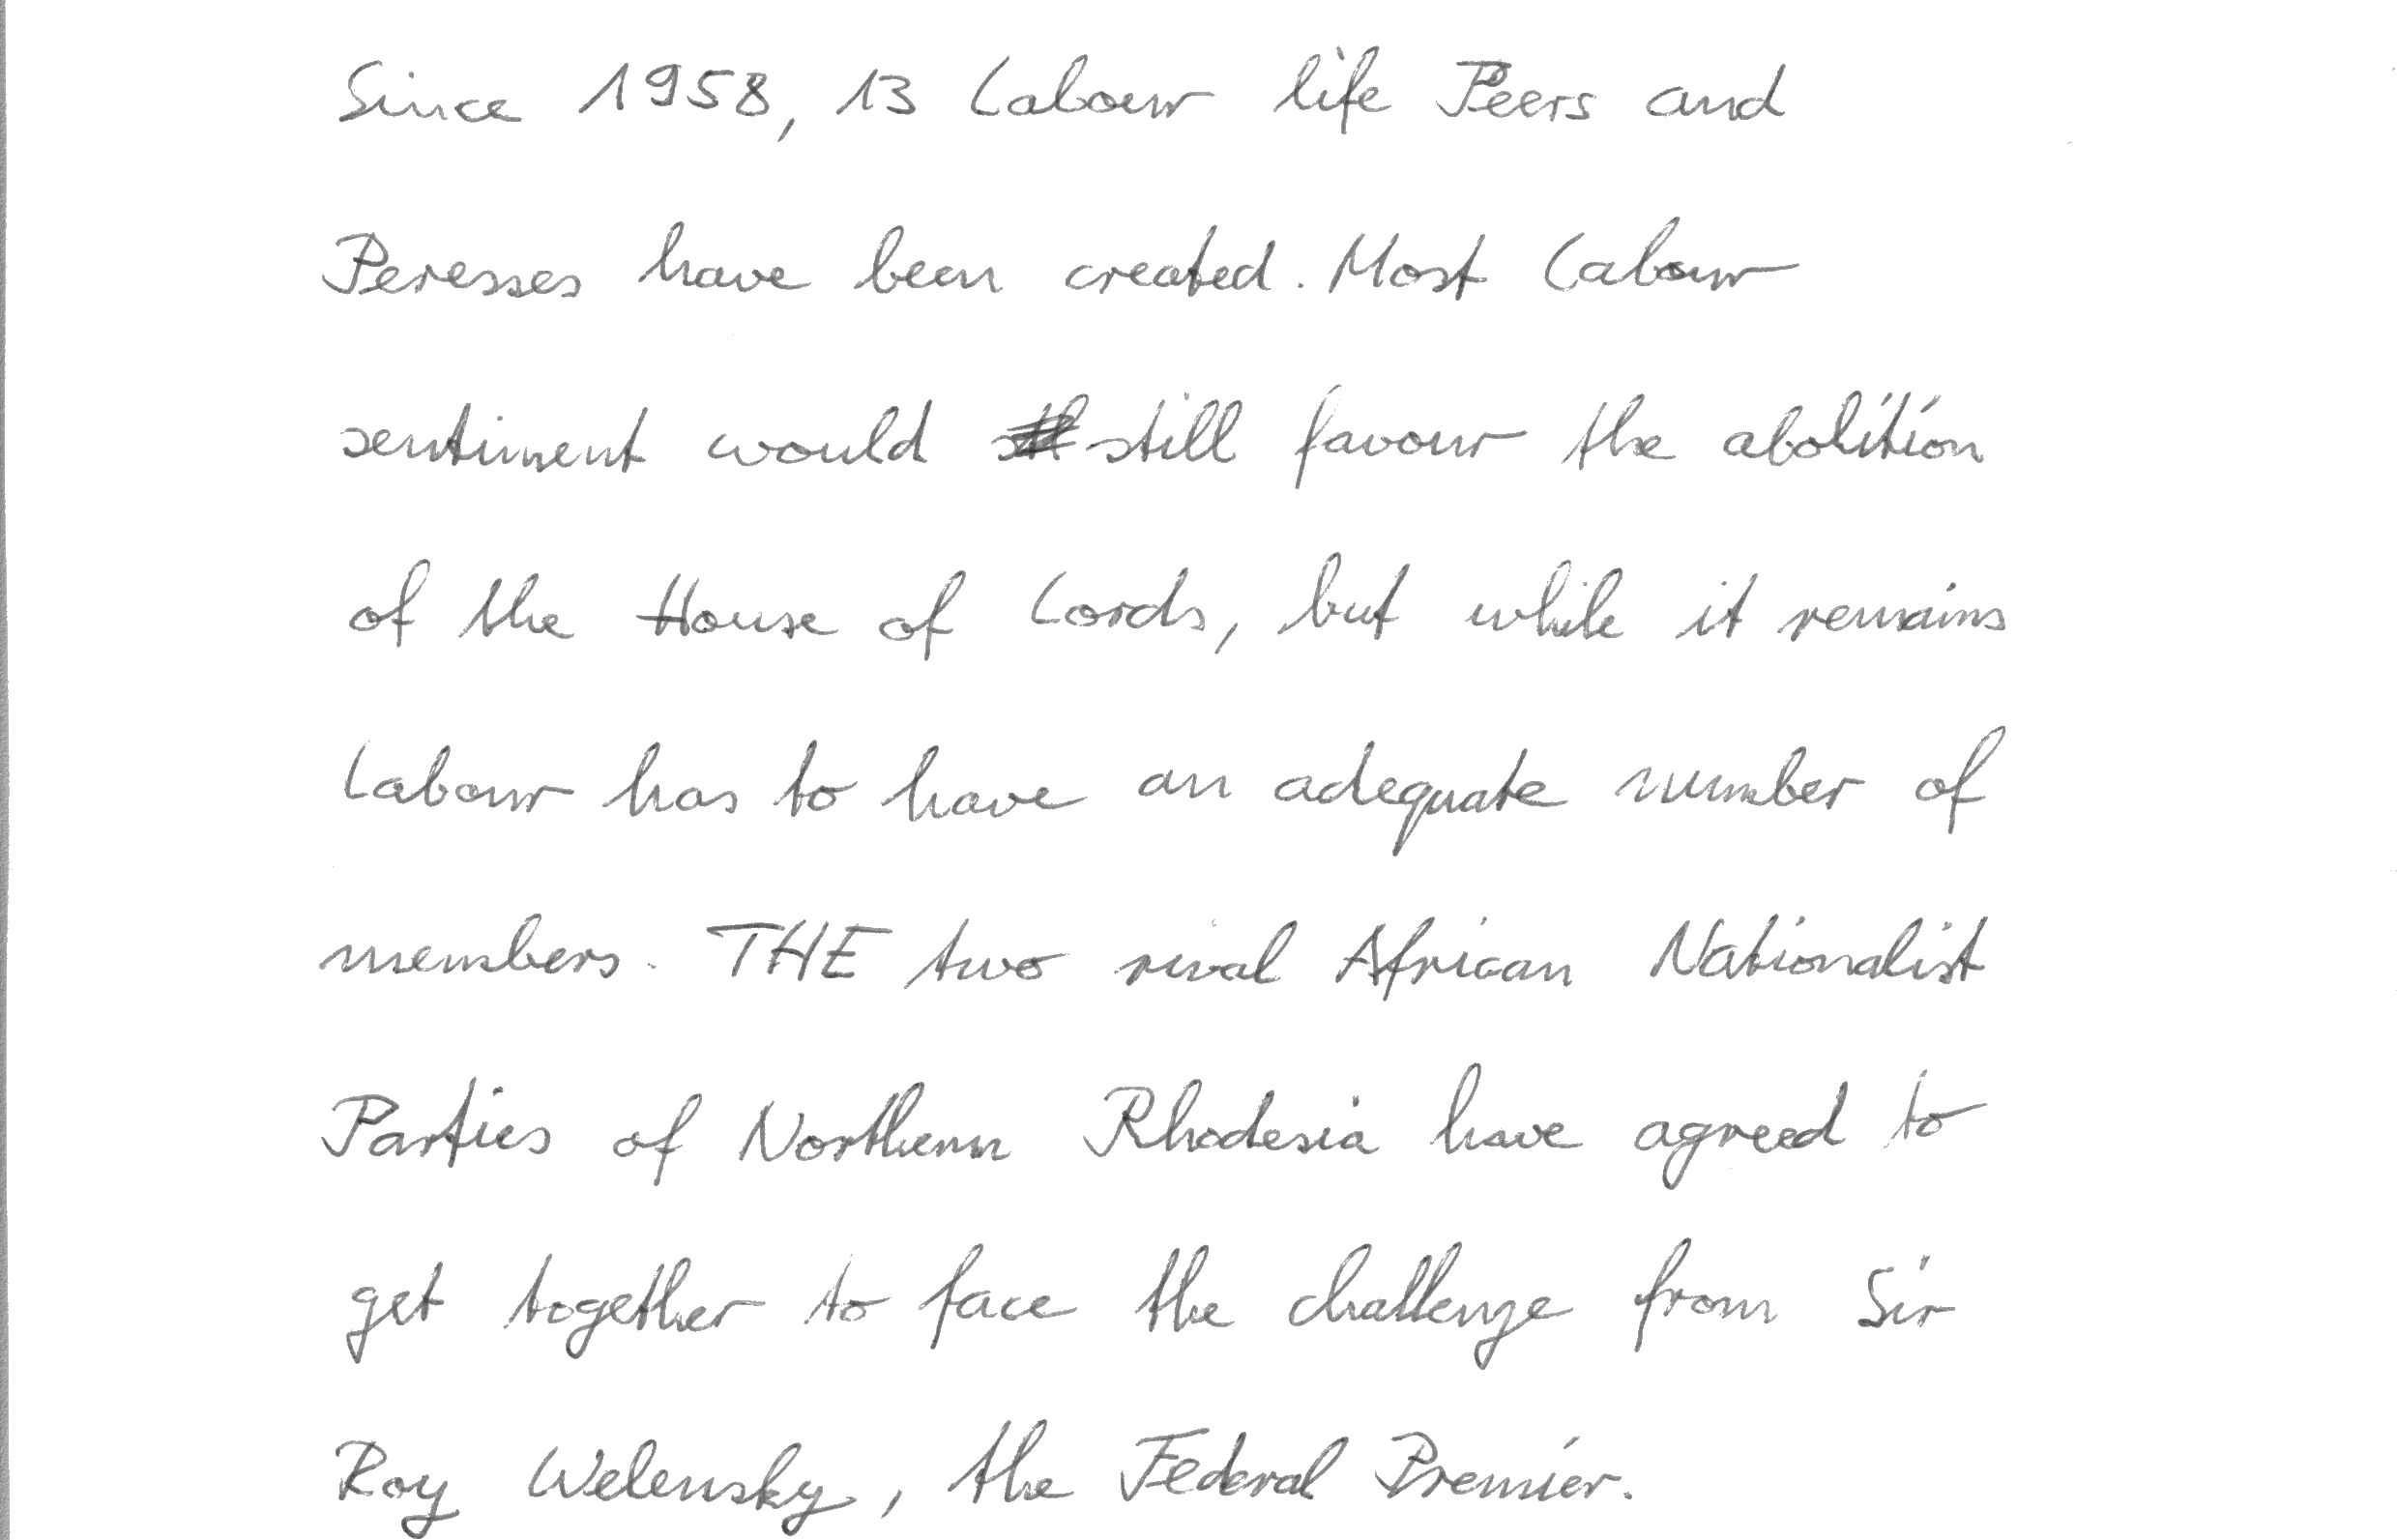 Since 1958, 13 Labour life Peers and
Peresses have been created. Most Labour
sentiment would still favour the abolition
of the House of Lords, but while it remains
Labour has to have an adequate number of
members. THE two rival African Nationalist
Parties of Northern Rhodesia have agreed to
get together to face the challenge from Sir
Roy Welensky, the Federal Premier.